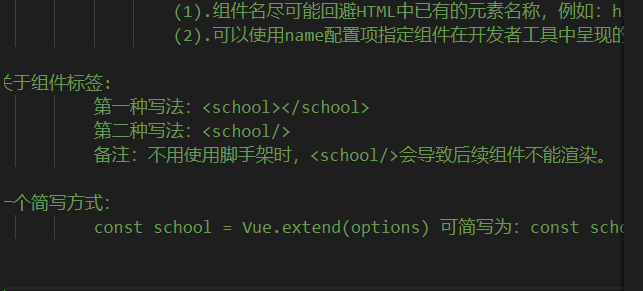 (1).组件名尽可能回避HTML中已有的元素名称，例如：h
(2).可以使用name配置项指定组件在开发者工具中呈现的
关于组件标签:
第一种写法：<school></school>
第二种写法：<school/>
备注：不用使用脚手架时，<school/>会导致后续组件不能渲染。
一个简写方式：
const school = Vue.extend(options) 可简写为：const scho